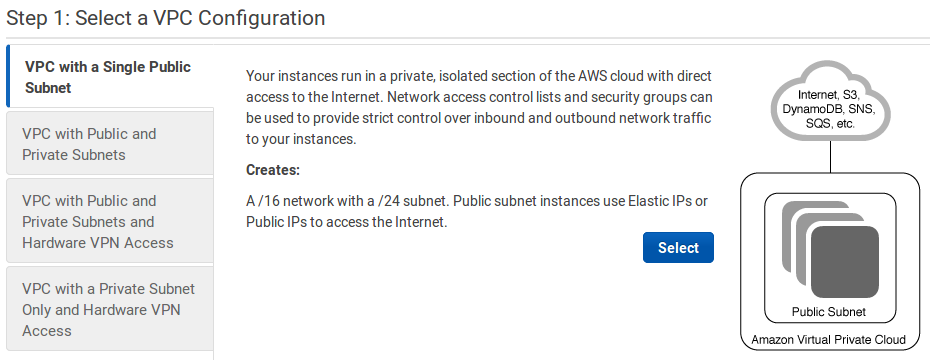 Step 1: Select a VPC Configuration
VPC with a Single Public
Subnet
VPC with Public and
Private Subnets
VPC with Public and
Private Subnets and
Hardware VPN Access
VPC with a Private Subnet
Only and Hardware VPN
Access
Your instances run in a private, isolated section of the AWS cloud with direct
access to the Internet. Network access control lists and security groups can
be used to provide strict control over inbound and outbound network traffic
to your instances.
Creates:
A /16 network with a /24 subnet. Public subnet instances use Elastic IPs or
Public IPs to access the Internet.
Select
Internet, S3,
DynamoDB, SNS,
SQS, etc.
Public Subnet
Amazon Virtual Private Cloud